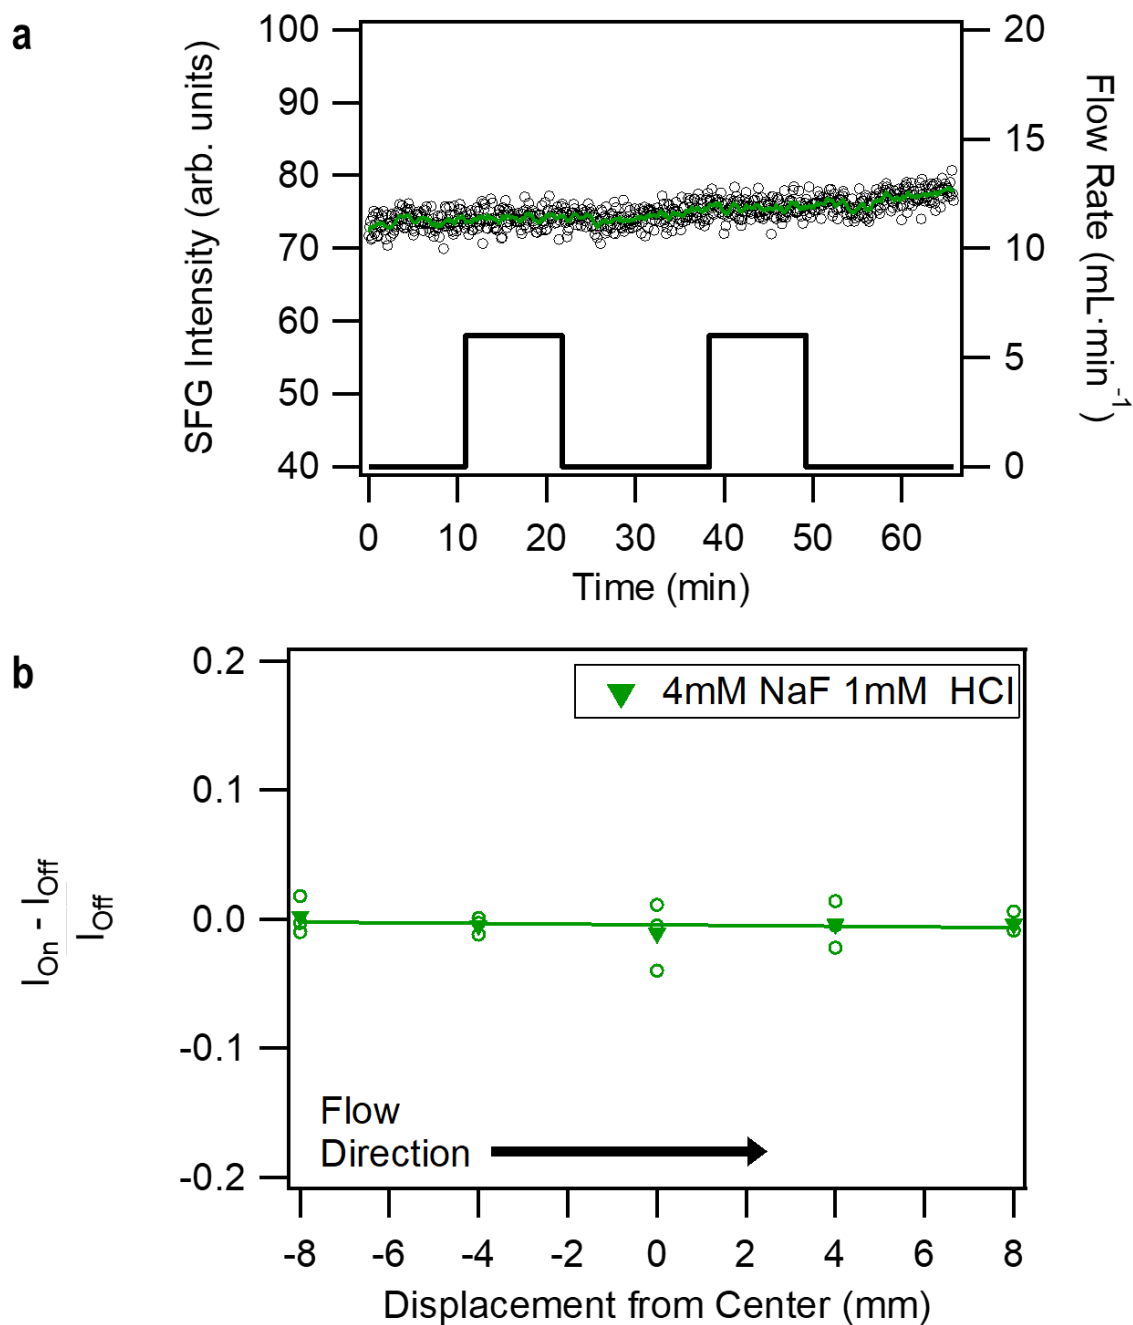 a
SFG Intensity (arb. units)
100
90
80
70
60
50
40
20
15
10
5
0
Flow Rate (mL·min⁻¹)
0 10 20 30 40 50 60
Time (min)
b
I_On - I_Off
I_Off
0.2
0.1
0.0
-0.1
-0.2
4mM NaF 1mM HCl
Flow
Direction
-8 -6 -4 -2 0 2 4 6 8
Displacement from Center (mm)